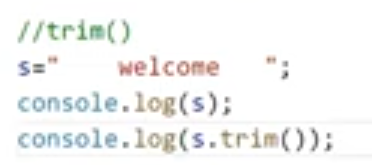 //trim()
s="    welcome   ";
console.log(s);
console.log(s.trim());